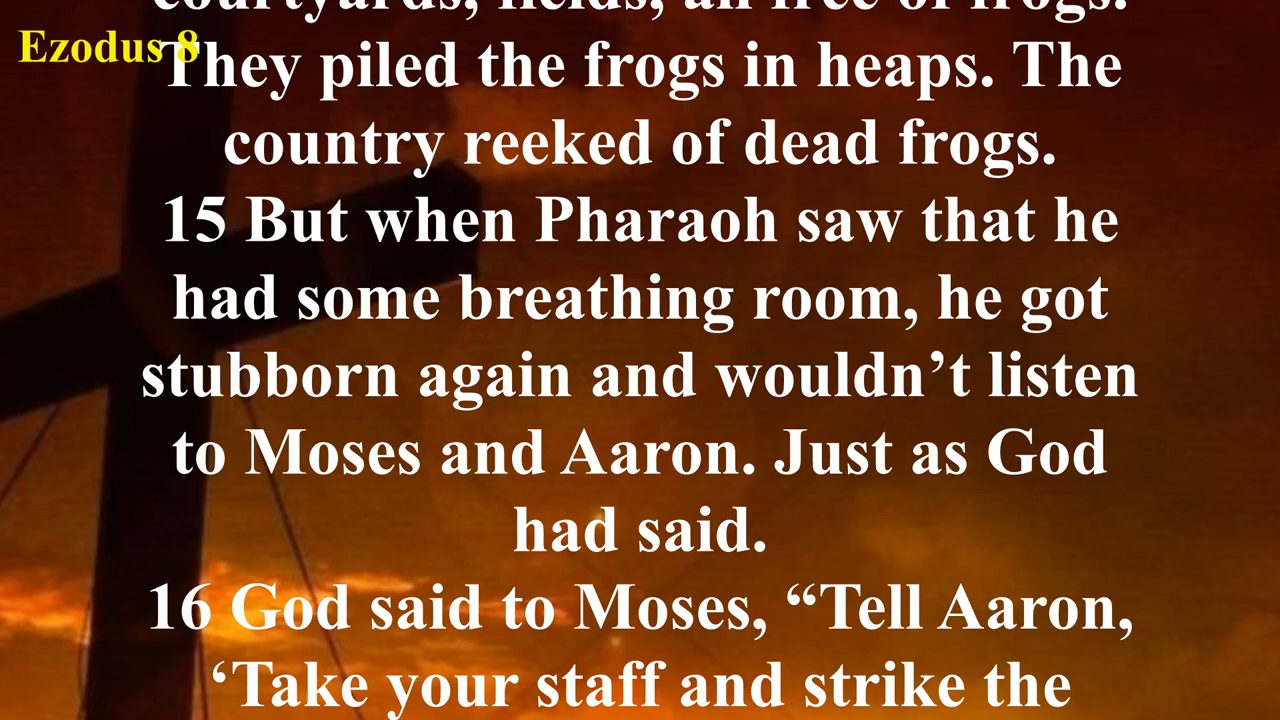 courtyards, fields, all free of frogs.
Ezodus 8
They piled the frogs in heaps. The
country reeked of dead frogs.
15 But when Pharaoh saw that he
had some breathing room, he got
stubborn again and wouldn’t listen
to Moses and Aaron. Just as God
had said.
16 God said to Moses, “Tell Aaron,
‘Take your staff and strike the